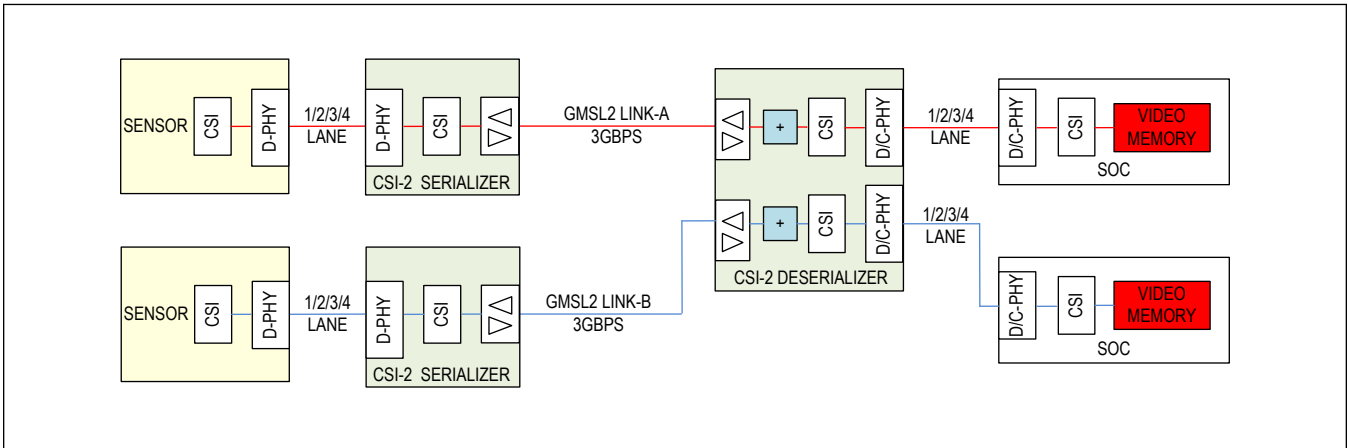 SENSOR
CSI
D-PHY
1/2/3/4
LANE
D-PHY
CSI
CSI-2 SERIALIZER
GMSL2 LINK-A
3GBPS
+
CSI
D/C-PHY
1/2/3/4
LANE
D/C-PHY
CSI
VIDEO
MEMORY
SOC
SENSOR
CSI
D-PHY
1/2/3/4
LANE
D-PHY
CSI
CSI-2 SERIALIZER
GMSL2 LINK-B
3GBPS
+
CSI
D/C-PHY
CSI-2 DESERIALIZER
1/2/3/4
LANE
D/C-PHY
CSI
VIDEO
MEMORY
SOC